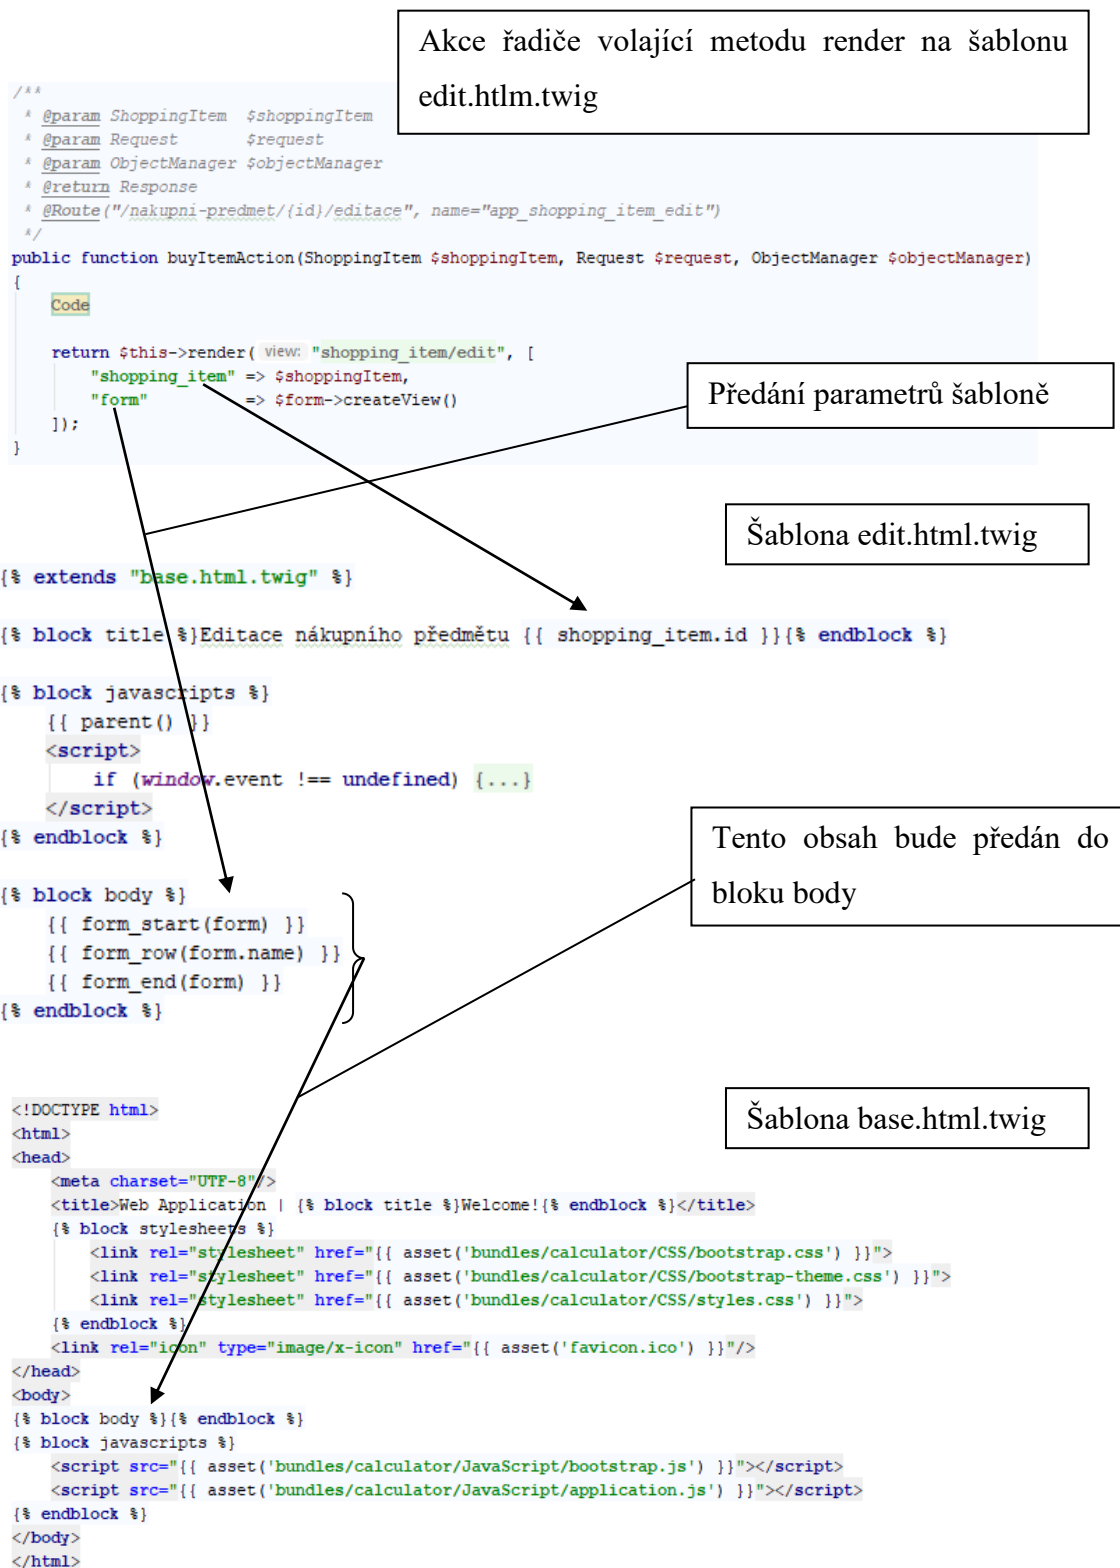 Akce řadiče volající metodu render na šablonu
edit.htlm.twig
/**
 * @param ShoppingItem  $shoppingItem
 * @param Request       $request
 * @param ObjectManager $objectManager
 * @return Response
 * @Route("/nakupni-predmet/{id}/editace", name="app_shopping_item_edit")
 */
public function buyItemAction(ShoppingItem $shoppingItem, Request $request, ObjectManager $objectManager)
{
    Code
    return $this->render( view: "shopping_item/edit", [
        "shopping_item" => $shoppingItem,
        "form"          => $form->createView()
    ]);
}
Předání parametrů šabloně
Šablona edit.html.twig
{% extends "base.html.twig" %}
{% block title %}Editace nákupního předmětu {{ shopping_item.id }}{% endblock %}
{% block javascripts %}
    {{ parent() }}
    <script>
        if (window.event !== undefined) {...}
    </script>
{% endblock %}
Tento obsah bude předán do
bloku body
{% block body %}
    {{ form_start(form) }}
    {{ form_row(form.name) }}
    {{ form_end(form) }}
{% endblock %}
Šablona base.html.twig
<!DOCTYPE html>
<html>
<head>
    <meta charset="UTF-8"/>
    <title>Web Application | {% block title %}Welcome!{% endblock %}</title>
    {% block stylesheets %}
        <link rel="stylesheet" href="{{ asset('bundles/calculator/CSS/bootstrap.css') }}">
        <link rel="stylesheet" href="{{ asset('bundles/calculator/CSS/bootstrap-theme.css') }}">
        <link rel="stylesheet" href="{{ asset('bundles/calculator/CSS/styles.css') }}">
    {% endblock %}
    <link rel="icon" type="image/x-icon" href="{{ asset('favicon.ico') }}"/>
</head>
<body>
{% block body %}{% endblock %}
{% block javascripts %}
    <script src="{{ asset('bundles/calculator/JavaScript/bootstrap.js') }}"></script>
    <script src="{{ asset('bundles/calculator/JavaScript/application.js') }}"></script>
{% endblock %}
</body>
</html>